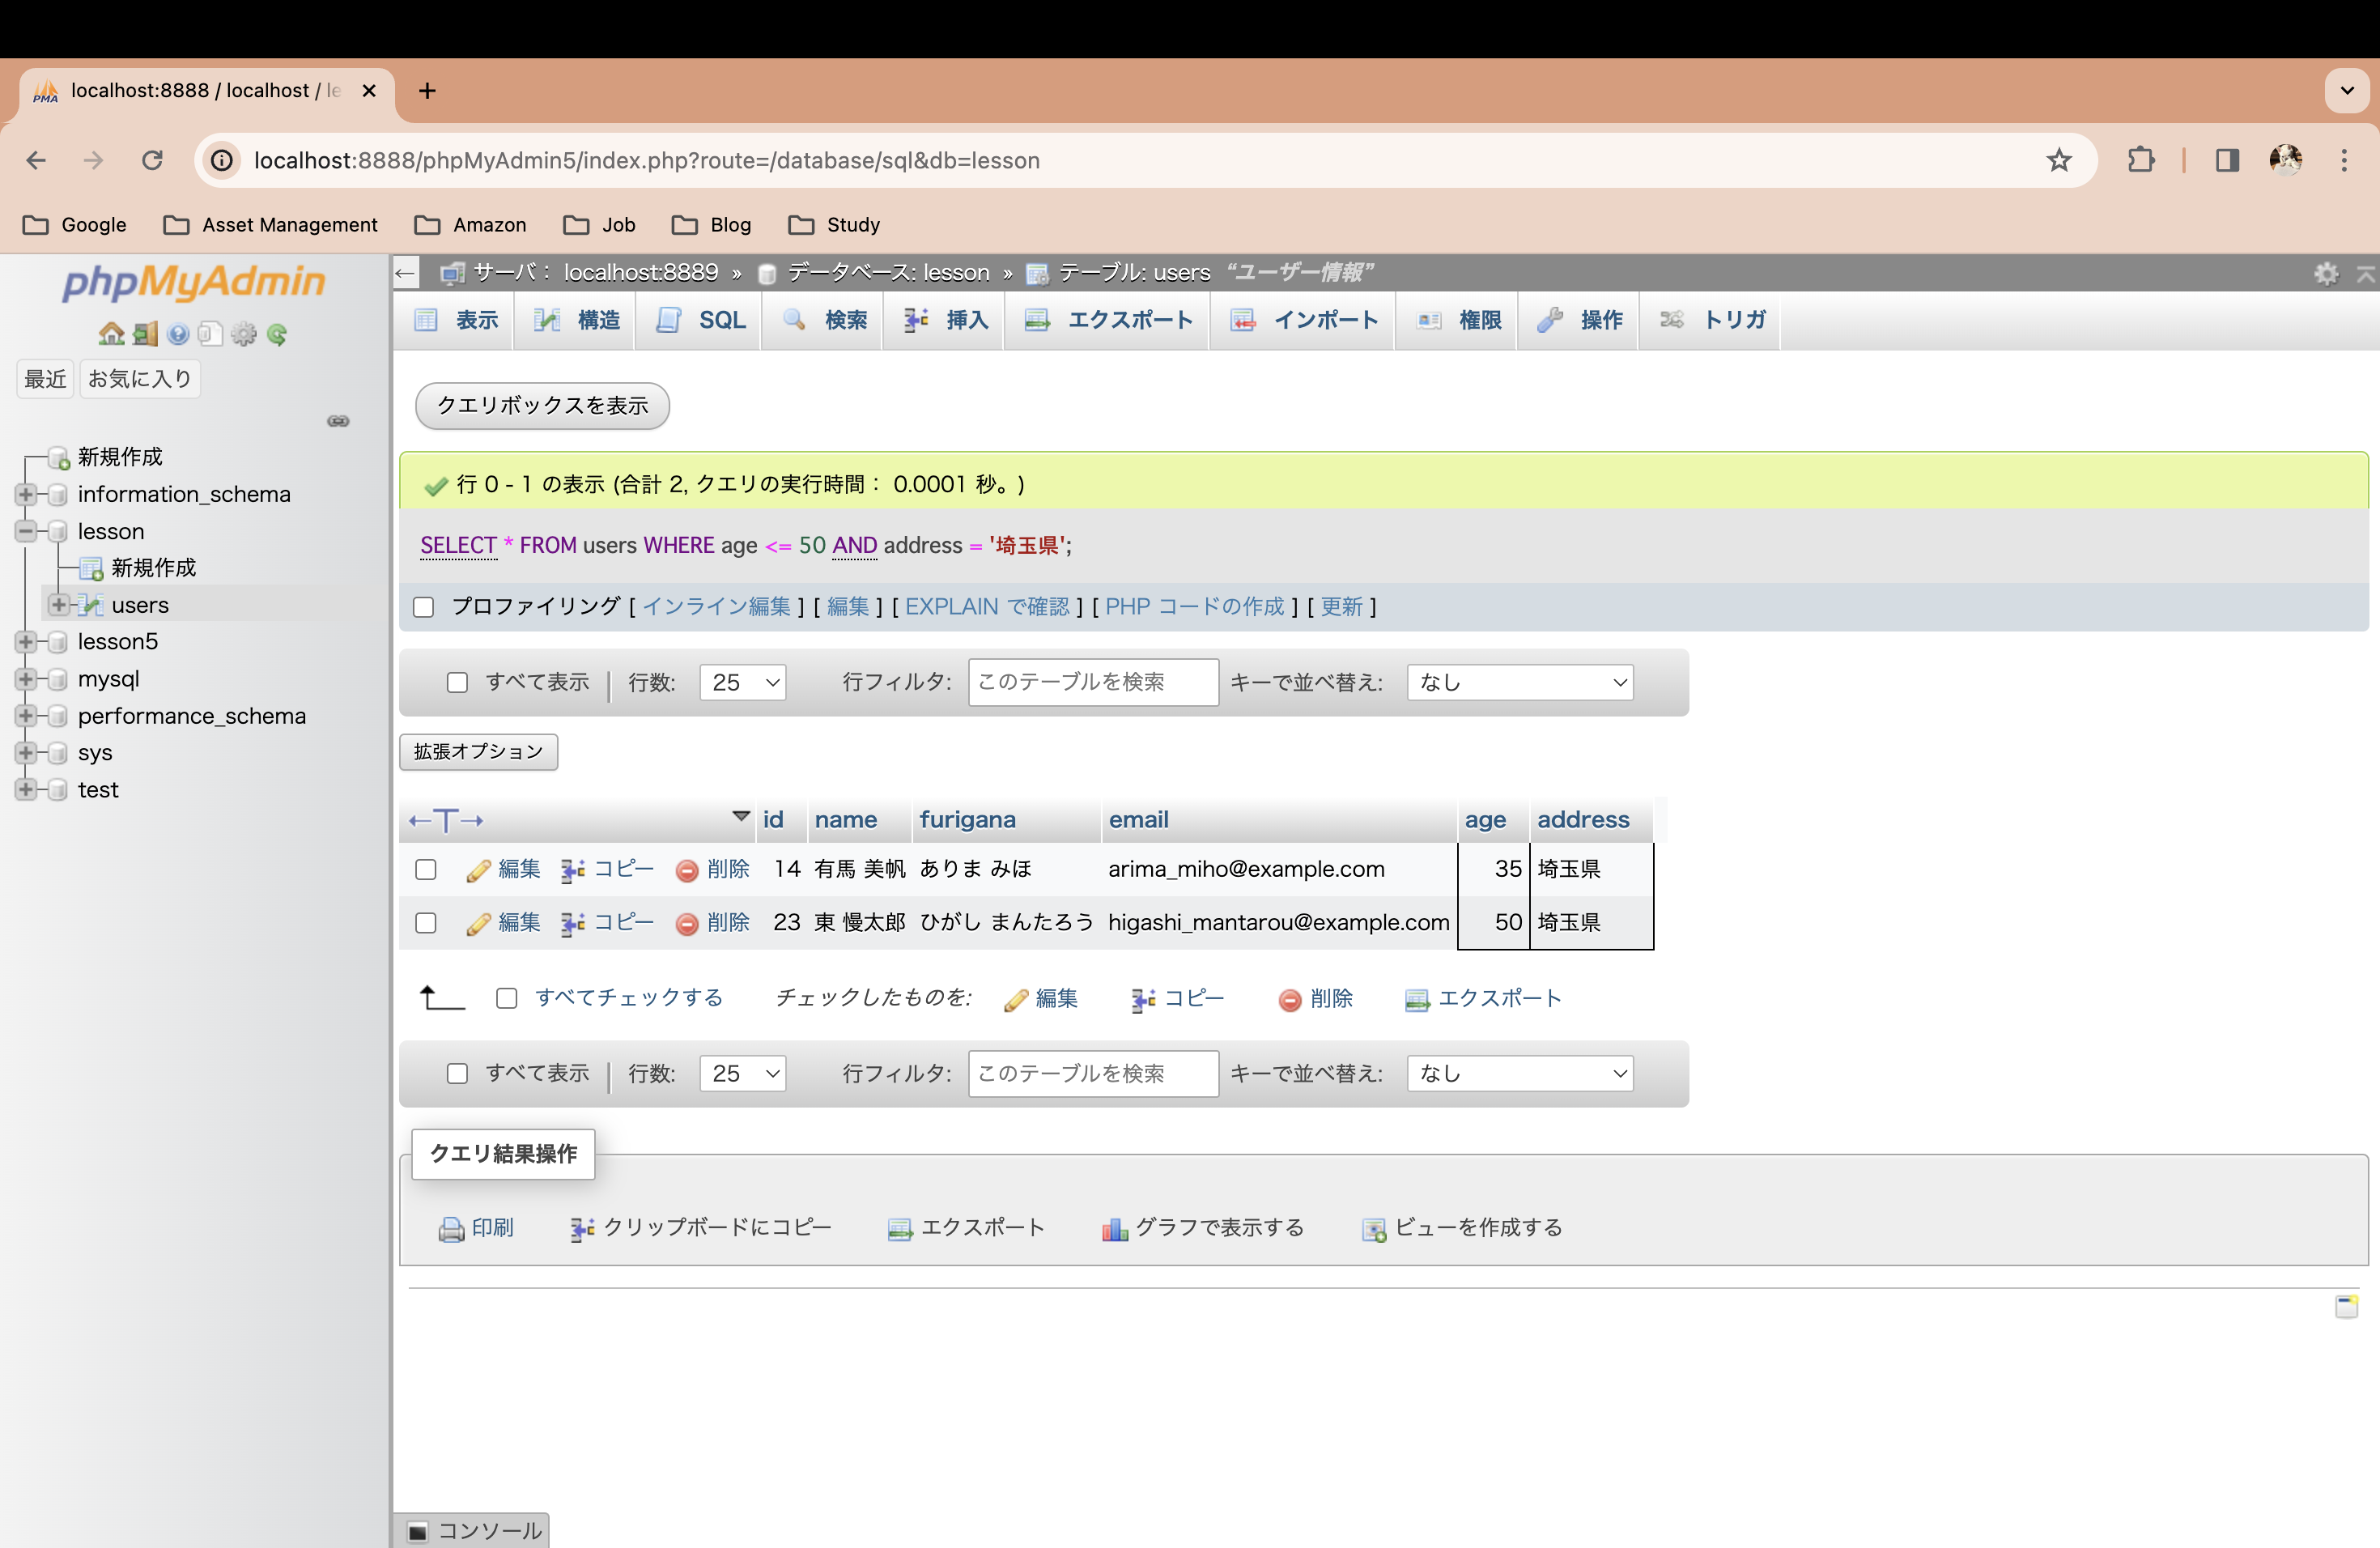 localhost:8888 / localhost / le
localhost:8888/phpMyAdmin5/index.php?route=/database/sql&db=lesson
Google Asset Management Amazon Job Blog Study
phpMyAdmin
最近 お気に入り
新規作成
information_schema
lesson
新規作成
users
lesson5
mysql
performance_schema
sys
test
サーバ： localhost:8889 » データベース: lesson » テーブル: users “ユーザー情報”
表示 構造 SQL 検索 挿入 エクスポート インポート 権限 操作 トリガ
クエリボックスを表示
行 0 - 1 の表示 (合計 2, クエリの実行時間： 0.0001 秒。)
SELECT * FROM users WHERE age <= 50 AND address = '埼玉県';
プロファイリング [ インライン編集 ] [ 編集 ] [ EXPLAIN で確認 ] [ PHP コードの作成 ] [ 更新 ]
すべて表示 | 行数: 25 行フィルタ: このテーブルを検索 キーで並べ替え: なし
拡張オプション
←T→ id name furigana email age address
編集 コピー 削除 14 有馬 美帆 ありま みほ arima_miho@example.com 35 埼玉県
編集 コピー 削除 23 東 慢太郎 ひがし まんたろう higashi_mantarou@example.com 50 埼玉県
すべてチェックする チェックしたものを: 編集 コピー 削除 エクスポート
すべて表示 | 行数: 25 行フィルタ: このテーブルを検索 キーで並べ替え: なし
クエリ結果操作
印刷 クリップボードにコピー エクスポート グラフで表示する ビューを作成する
コンソール